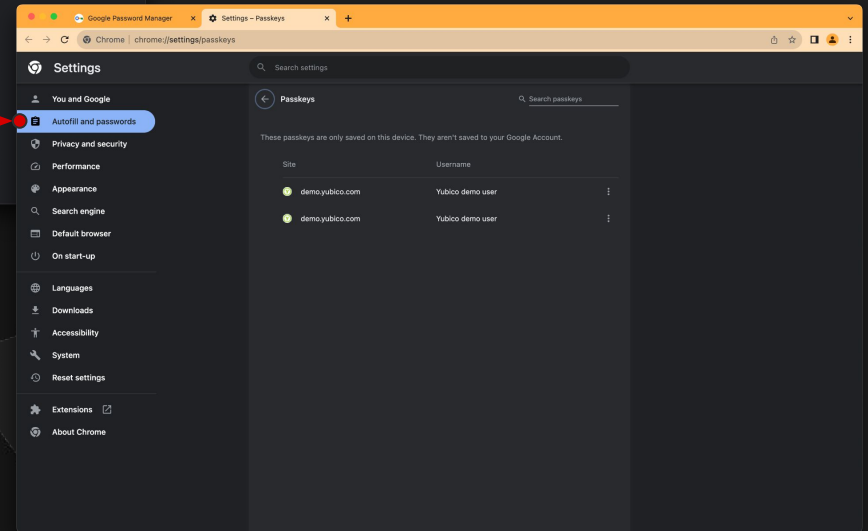 Google Password Manager
Settings – Passkeys
Chrome | chrome://settings/passkeys
Settings
Search settings
You and Google
Autofill and passwords
Privacy and security
Performance
Appearance
Search engine
Default browser
On start-up
Languages
Downloads
Accessibility
System
Reset settings
Extensions
About Chrome
Passkeys
Search passkeys
These passkeys are only saved on this device. They aren't saved to your Google Account.
Site Username
demo.yubico.com Yubico demo user
demo.yubico.com Yubico demo user